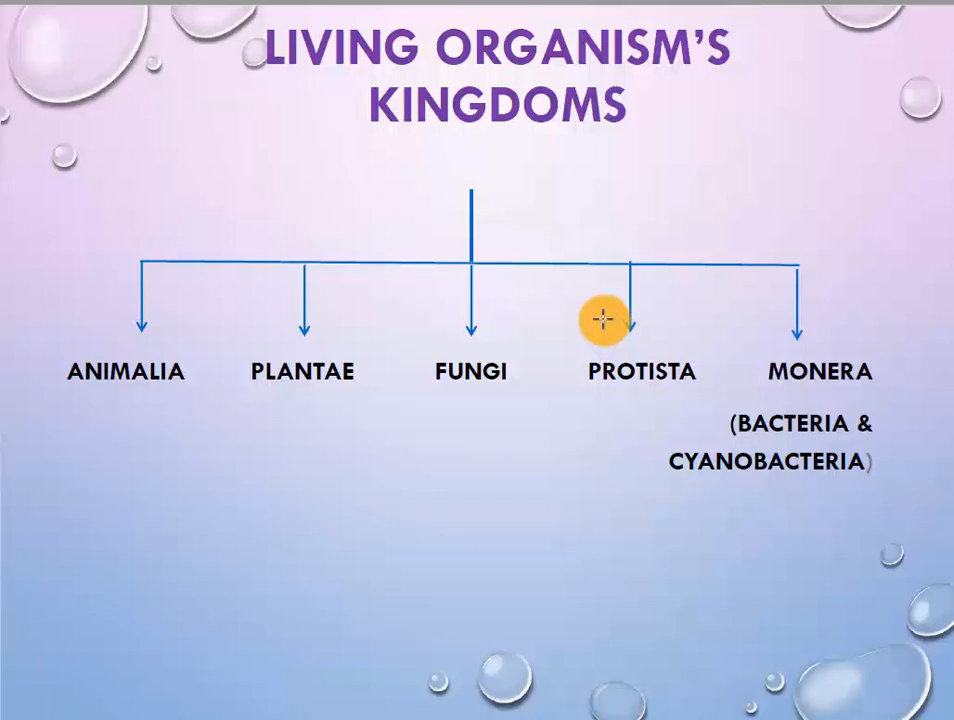 LIVING ORGANISM’S
KINGDOMS
ANIMALIA PLANTAE FUNGI PROTISTA MONERA
(BACTERIA &
CYANOBACTERIA)